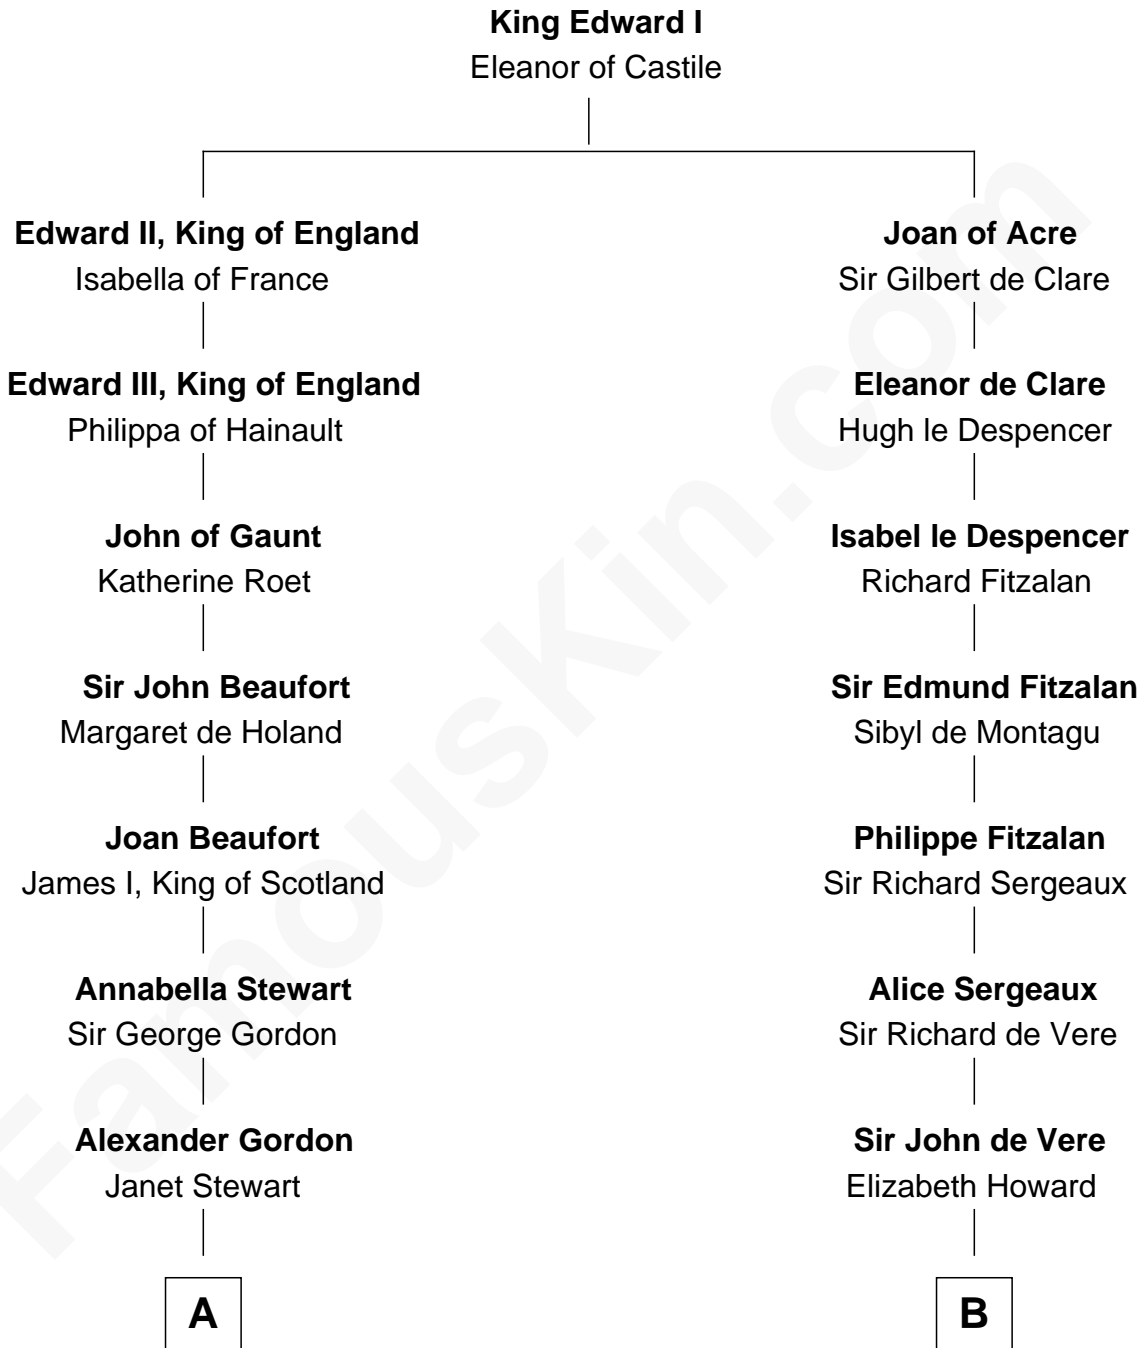 King Edward I
Eleanor of Castile
Edward II, King of England
Isabella of France
Edward III, King of England
Philippa of Hainault
John of Gaunt
Katherine Roet
Sir John Beaufort
Margaret de Holand
Joan Beaufort
James I, King of Scotland
Annabella Stewart
Sir George Gordon
Alexander Gordon
Janet Stewart
A
Joan of Acre
Sir Gilbert de Clare
Eleanor de Clare
Hugh le Despencer
Isabel le Despencer
Richard Fitzalan
Sir Edmund Fitzalan
Sibyl de Montagu
Philippe Fitzalan
Sir Richard Sergeaux
Alice Sergeaux
Sir Richard de Vere
Sir John de Vere
Elizabeth Howard
B
FamousKin.com